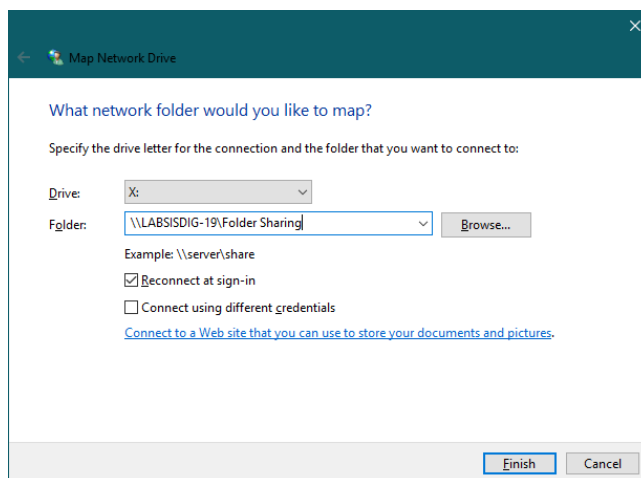 Map Network Drive
What network folder would you like to map?
Specify the drive letter for the connection and the folder that you want to connect to:
Drive: X:
Folder: \\LABSISDIG-19\Folder Sharing Browse...
Example: \\server\share
Reconnect at sign-in
Connect using different credentials
Connect to a Web site that you can use to store your documents and pictures.
Finish Cancel